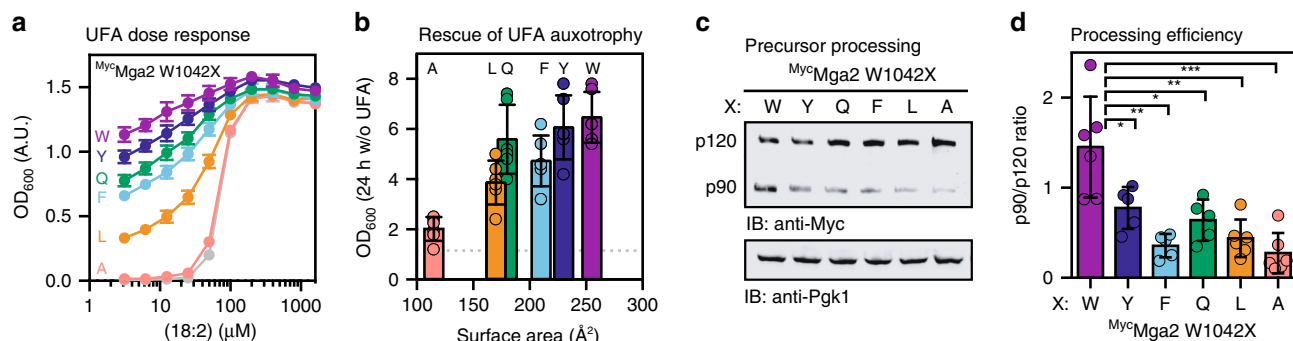 a
UFA dose response
MycMga2 W1042X
OD600 (A.U.)
1.5
1.0
0.5
0.0
W
Y
Q
F
L
A
1 10 100 1000
(18:2) (μM)
b
Rescue of UFA auxotrophy
OD600 (24 h w/o UFA)
8
6
4
2
0
A L Q F Y W
100 150 200 250
Surface area (Å2)
c
Precursor processing
MycMga2 W1042X
X: W Y Q F L A
p120
p90
IB: anti-Myc
IB: anti-Pgk1
d
Processing efficiency
p90/p120 ratio
2
1
0
***
**
*
**
*
X: W Y F Q L A
MycMga2 W1042X